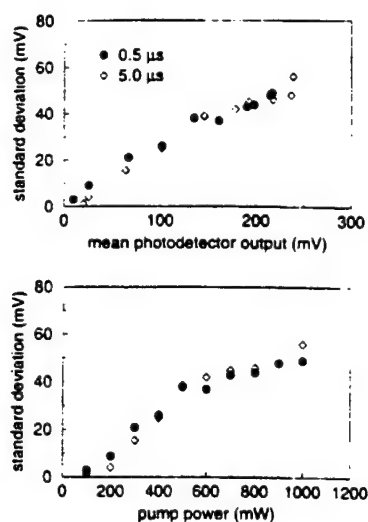 80
60
40
20
0
standard deviation (mV)
0.5 µs
5.0 µs
0 100 200 300
mean photodetector output (mV)
80
60
40
20
0
standard deviation (mV)
0 200 400 600 800 1000 1200
pump power (mW)